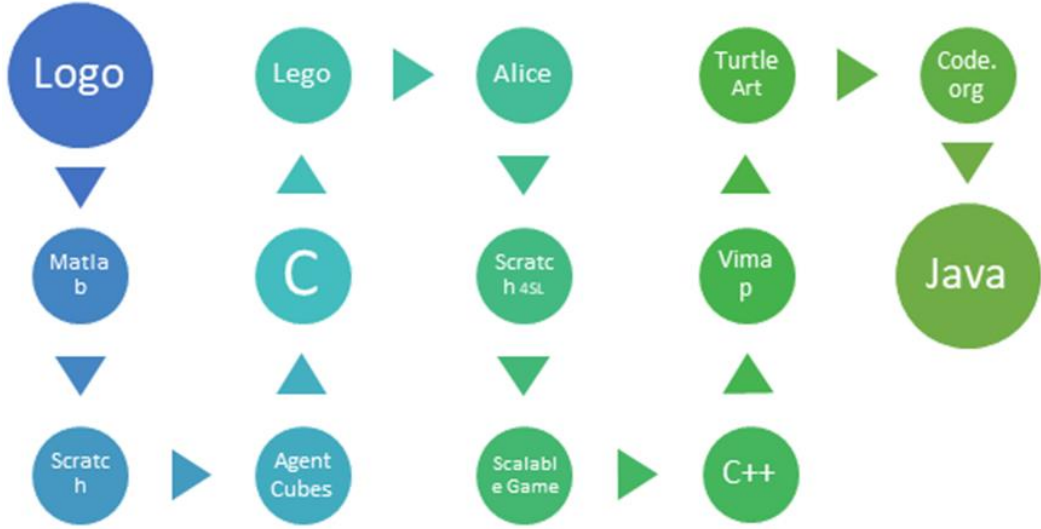 Logo
Matla
b
Scratc
h
Agent
Cubes
C
Lego
Alice
Scratc
h 4SL
Scalabl
e Game
C++
Vima
p
Turtle
Art
Code.
org
Java